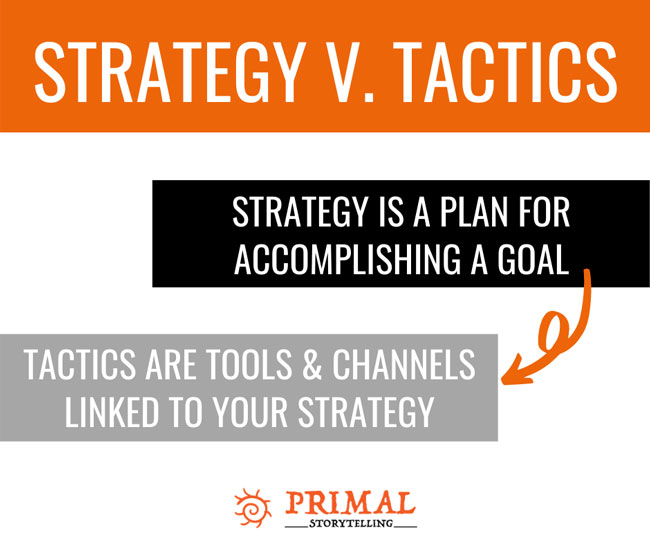 STRATEGY V. TACTICS
STRATEGY IS A PLAN FOR
ACCOMPLISHING A GOAL
TACTICS ARE TOOLS & CHANNELS
LINKED TO YOUR STRATEGY
PRIMAL
STORYTELLING